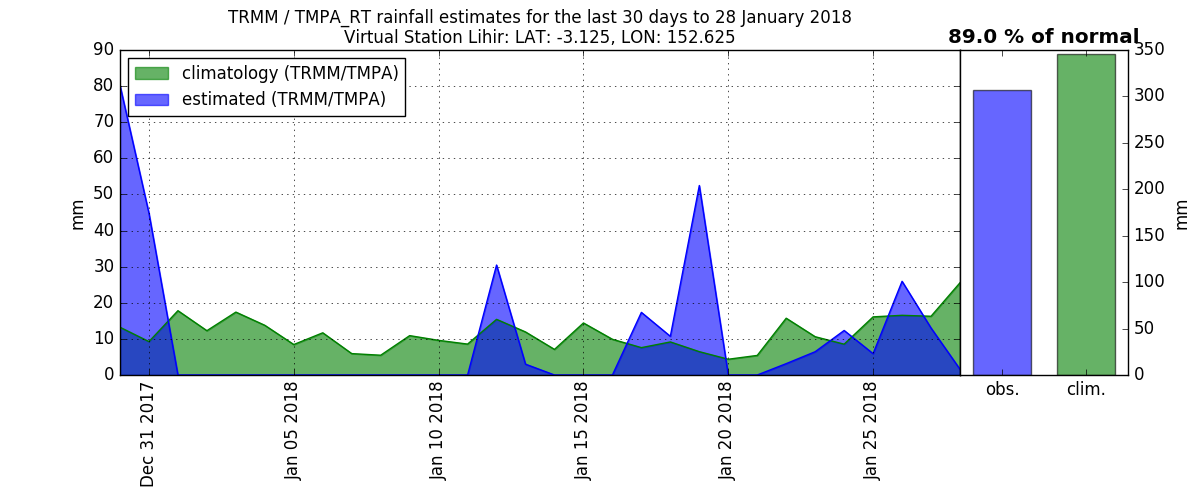 TRMM / TMPA_RT rainfall estimates for the last 30 days to 28 January 2018
Virtual Station Lihir: LAT: -3.125, LON: 152.625
89.0 % of normal
climatology (TRMM/TMPA)
estimated (TRMM/TMPA)
90
80
70
60
50
40
30
20
10
0
mm
Dec 31 2017
Jan 05 2018
Jan 10 2018
Jan 15 2018
Jan 20 2018
Jan 25 2018
350
300
250
200
150
100
50
0
mm
obs.
clim.